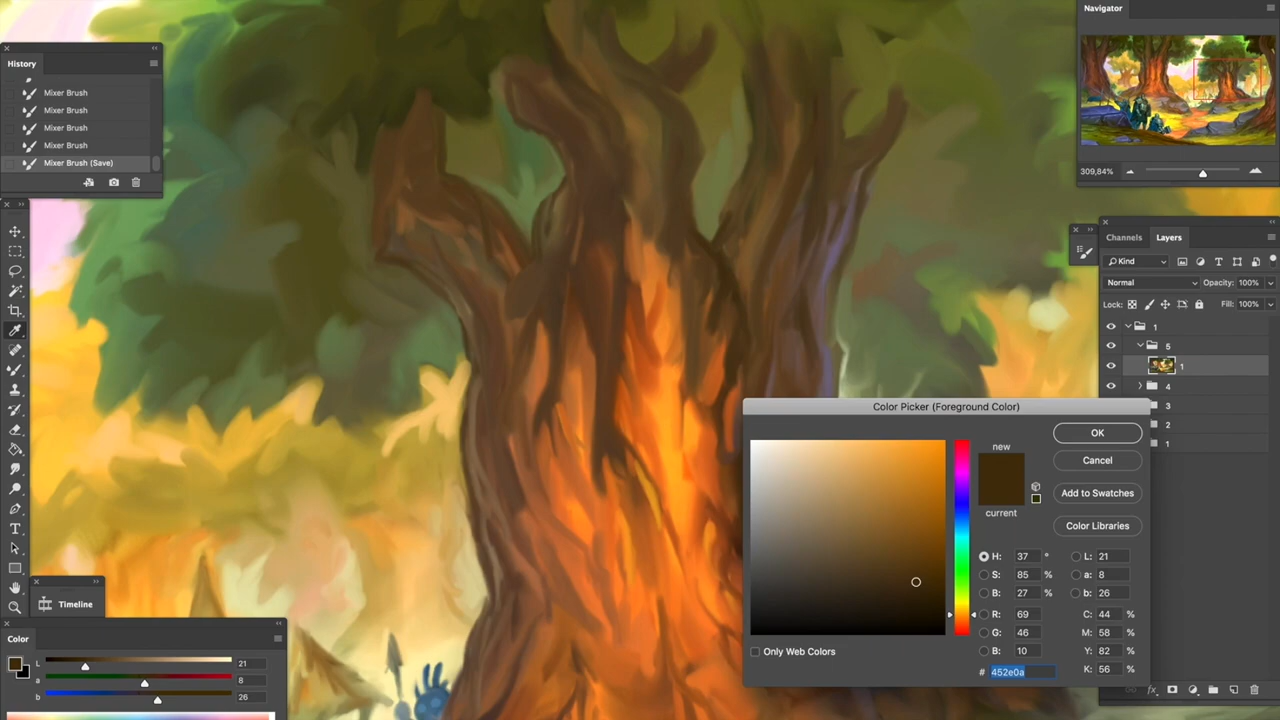 History
Mixer Brush
Mixer Brush
Mixer Brush
Mixer Brush
Mixer Brush (Save)
Navigator
309,84%
Channels
Layers
Kind
Normal
Opacity: 100%
Lock:
Fill: 100%
1
5
1
4
3
2
1
Timeline
Color
L
21
a
8
b
26
Color Picker (Foreground Color)
new
current
OK
Cancel
Add to Swatches
Color Libraries
H: 37 °
S: 85 %
B: 27 %
R: 69
G: 46
B: 10
# 452e0a
L: 21
a: 8
b: 26
C: 44 %
M: 58 %
Y: 82 %
K: 56 %
Only Web Colors